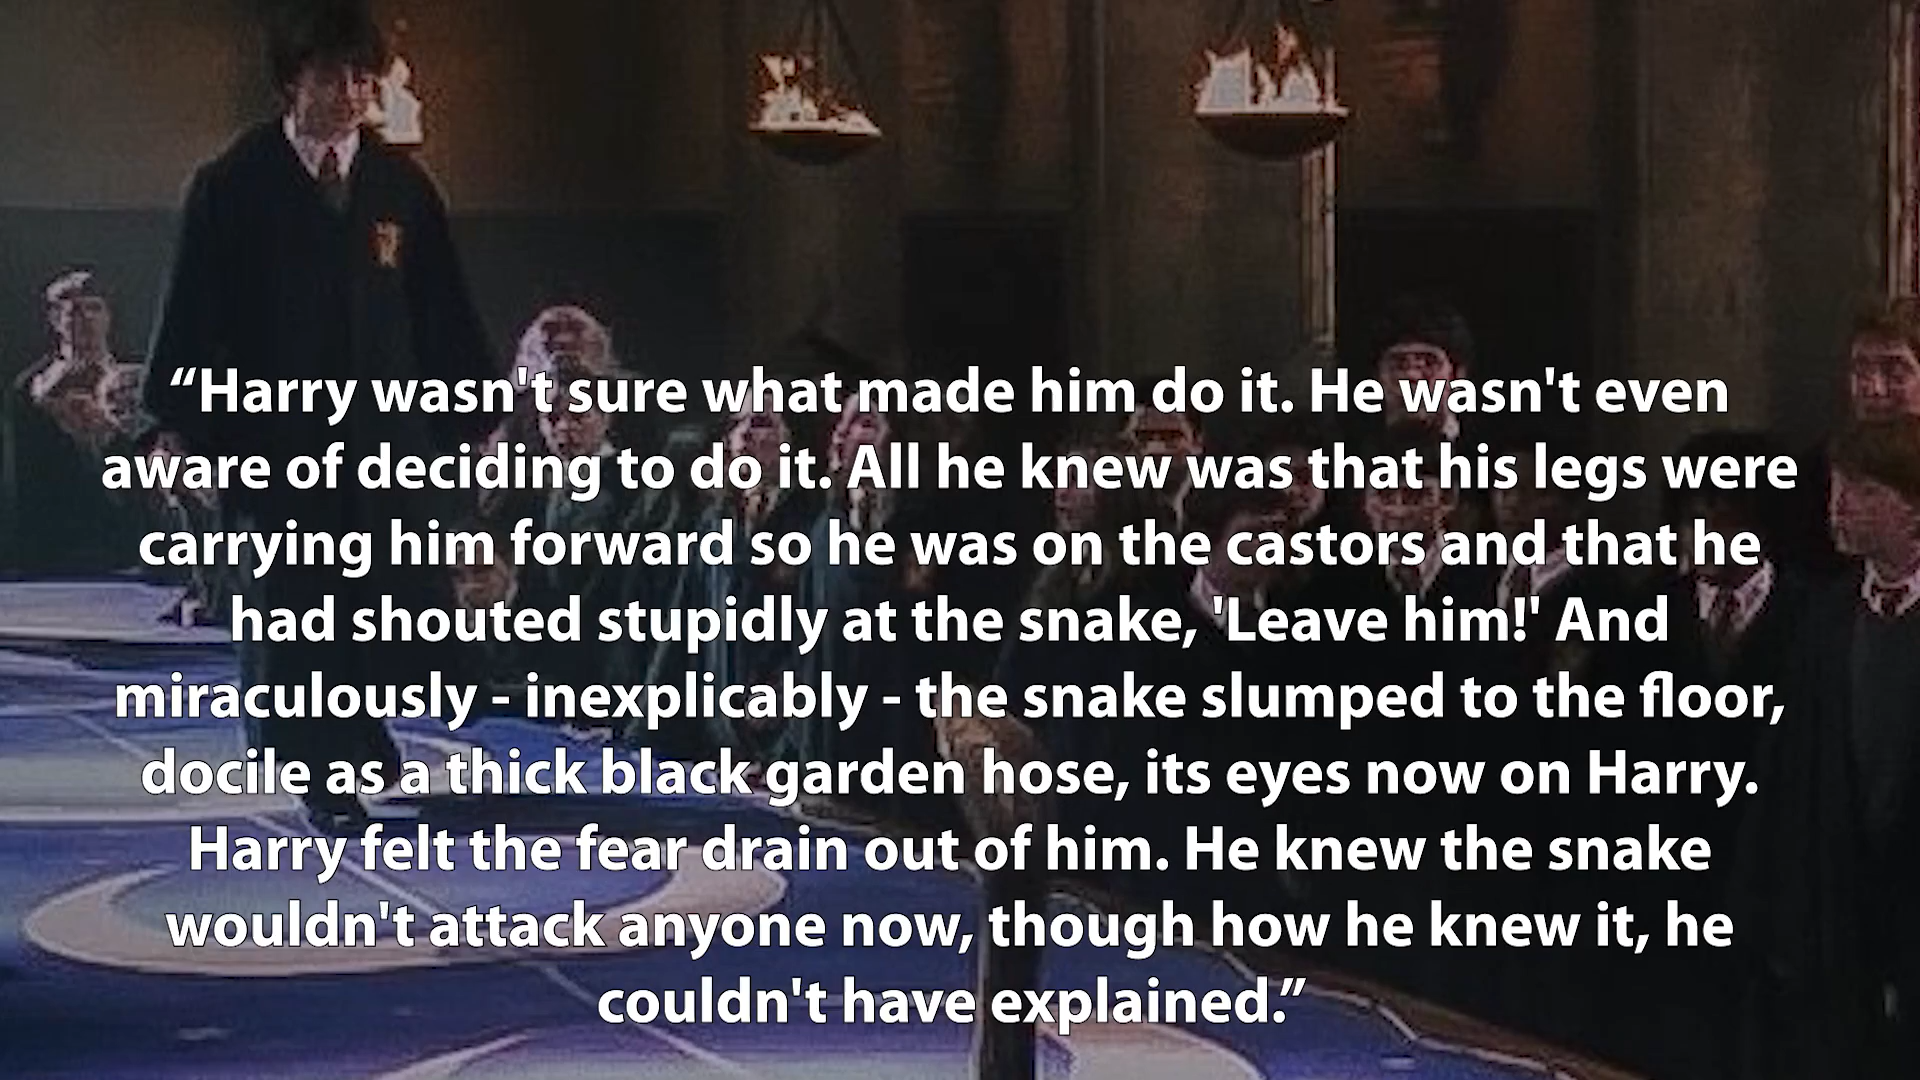 “Harry wasn't sure what made him do it. He wasn't even
aware of deciding to do it. All he knew was that his legs were
carrying him forward so he was on the castors and that he
had shouted stupidly at the snake, 'Leave him!' And
miraculously - inexplicably - the snake slumped to the floor,
docile as a thick black garden hose, its eyes now on Harry.
Harry felt the fear drain out of him. He knew the snake
wouldn't attack anyone now, though how he knew it, he
couldn't have explained.”